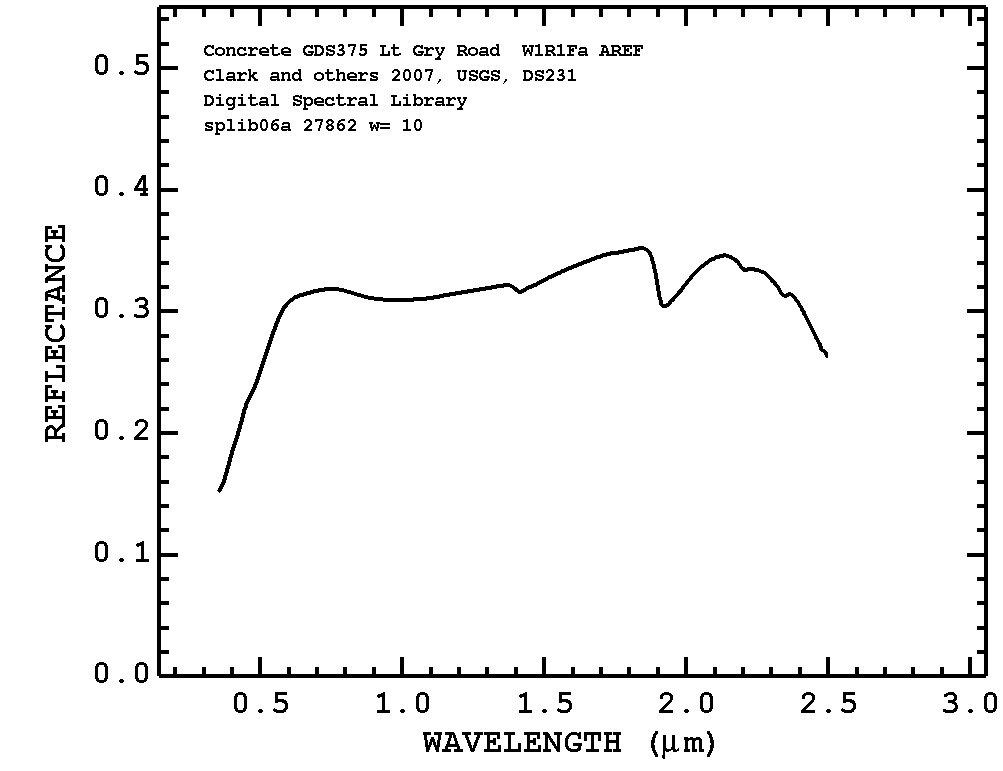 Concrete GDS375 Lt Gry Road W1R1Fa AREF
Clark and others 2007, USGS, DS231
Digital Spectral Library
splib06a 27862 w= 10
0.5
0.4
0.3
0.2
0.1
0.0
REFLECTANCE
0.5 1.0 1.5 2.0 2.5 3.0
WAVELENGTH (μm)